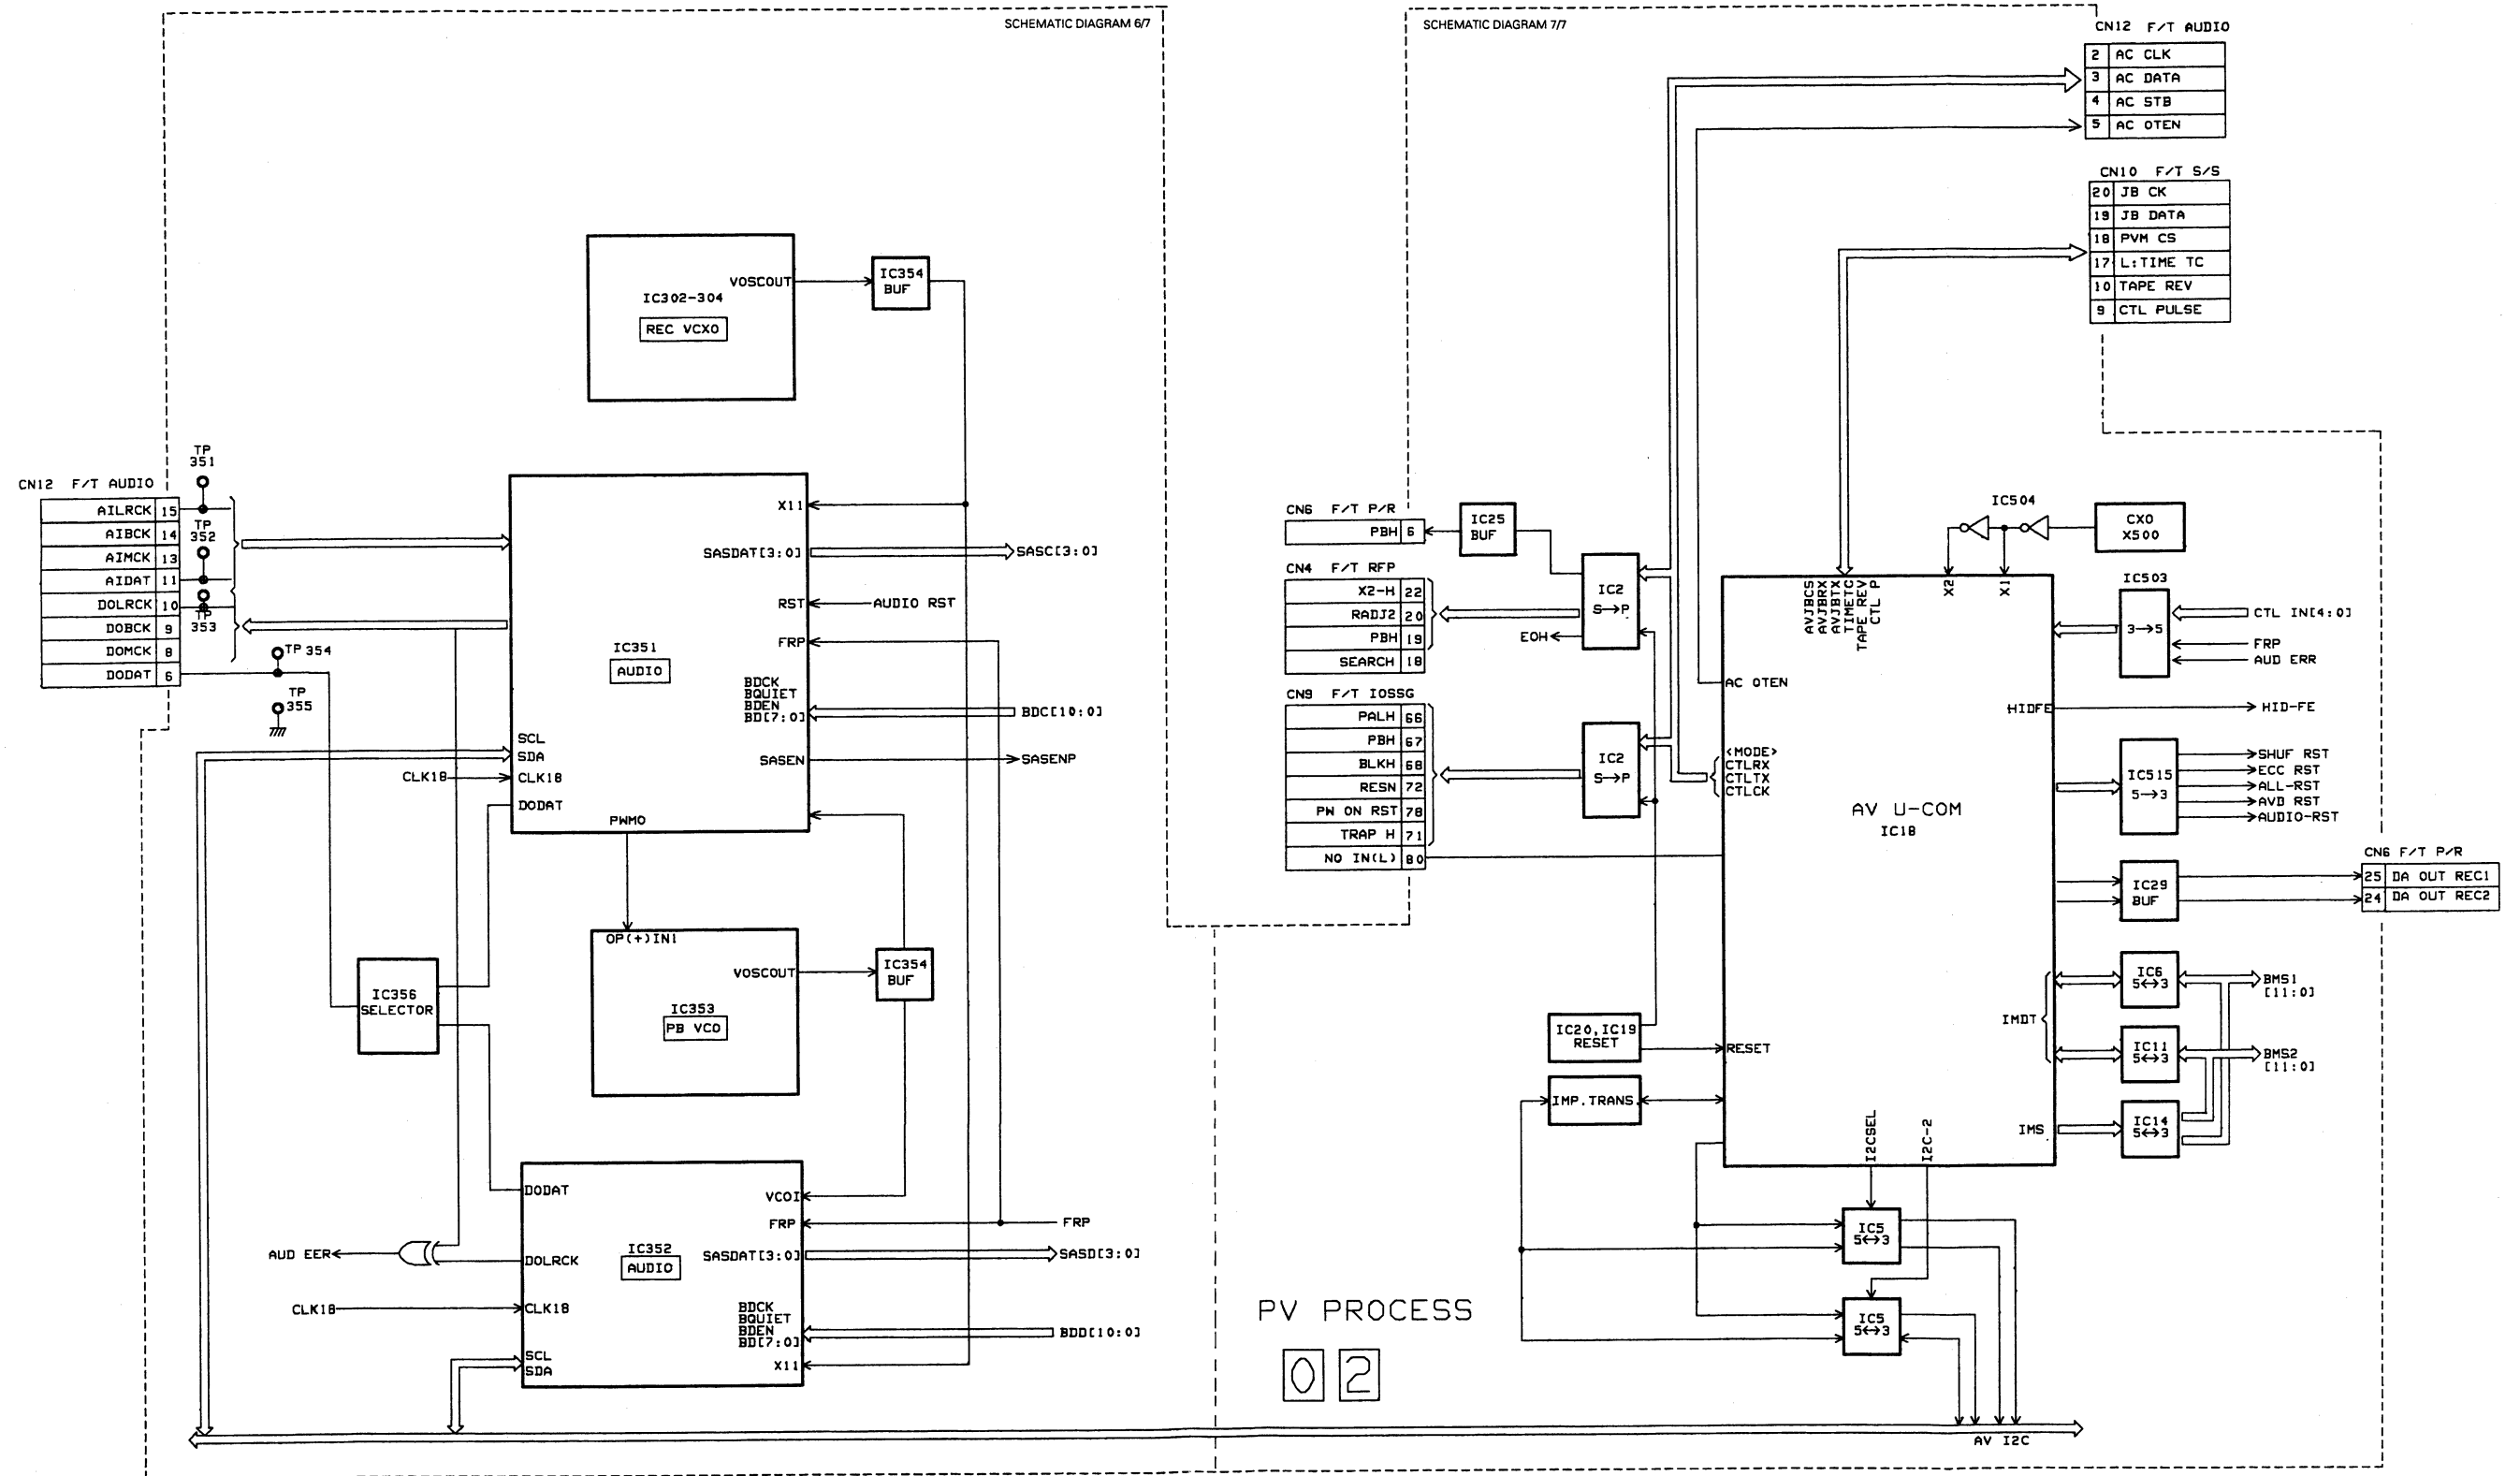 SCHEMATIC DIAGRAM 6/7
IC302-304
REC VCXO
VOSCOUT
IC354
BUF
TP
351
CN12 F/T AUDIO
AILRCK 15
AIBCK 14
AIMCK 13
AIDAT 11
DOLRCK 10
DOBCK 9
DOMCK 8
DODAT 6
TP
352
TP
353
TP 354
TP
355
X11
SASDAT[3:0]
SASC[3:0]
RST
AUDIO RST
FRP
IC351
AUDIO
BDCK
BQUIET
BDEN
BD[7:0]
BDC[10:0]
SCL
SDA
SASEN
SASENP
CLK18
CLK18
DODAT
PWMO
OP(+)IN1
VOSCOUT
IC353
PB VCO
IC354
BUF
IC356
SELECTOR
DODAT
VCOI
FRP
FRP
AUD EER
DOLRCK
IC352
AUDIO
SASDAT[3:0]
SASD[3:0]
CLK18
CLK18
BDCK
BQUIET
BDEN
BD[7:0]
BDD[10:0]
SCL
SDA
X11
SCHEMATIC DIAGRAM 7/7
CN12 F/T AUDIO
2 AC CLK
3 AC DATA
4 AC STB
5 AC OTEN
CN10 F/T S/S
20 JB CK
19 JB DATA
18 PVM CS
17 L:TIME TC
10 TAPE REV
9 CTL PULSE
CN6 F/T P/R
PBH 6
IC25
BUF
CN4 F/T RFP
X2-H 22
RADJ2 20
PBH 19
SEARCH 18
IC2
S→P
EOH
CN9 F/T IOSSG
PALH 66
PBH 67
BLKH 68
RESN 72
PW ON RST 78
TRAP H 71
NO IN(L) 80
IC2
S→P
AVJBCS
AVJBRX
AVJBTX
TIMETC
TAPE REV
CTL P
X2
X1
IC504
CXO
X500
IC503
3→5
CTL IN[4:0]
FRP
AUD ERR
AC OTEN
HIDFE
HID-FE
<MODE>
CTLRX
CTLTX
CTLCK
AV U-COM
IC18
IC515
5→3
SHUF RST
ECC RST
ALL-RST
AVD RST
AUDIO-RST
CN6 F/T P/R
25 DA OUT REC1
24 DA OUT REC2
IC29
BUF
IC6
5↔3
BMS1
[11:0]
IMDT
IC11
5↔3
BMS2
[11:0]
IMS
IC14
5↔3
IC20,IC19
RESET
RESET
IMP.TRANS.
I2CSEL
I2C-2
IC5
5↔3
IC5
5↔3
PV PROCESS
0 2
AV I2C